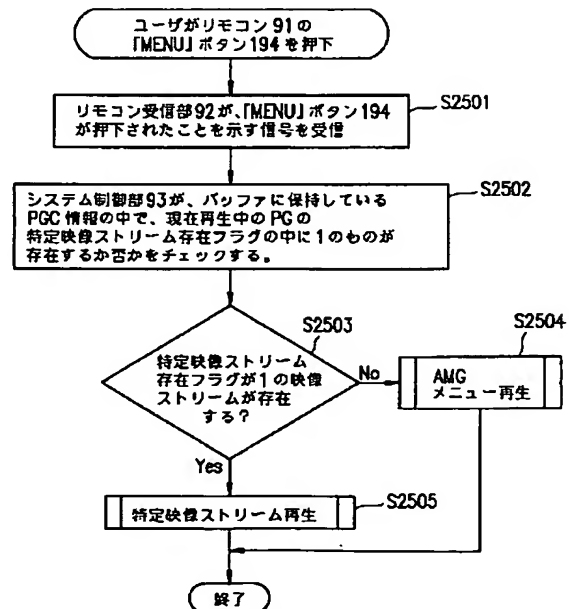 ユーザがリモコン91の
「MENU」ボタン194を押下
リモコン受信部92が、「MENU」ボタン194
が押下されたことを示す信号を受信
S2501
システム制御部93が、バッファに保持している
PGC情報の中で、現在再生中のPGの
特定映像ストリーム存在フラグの中に1のものが
存在するか否かをチェックする。
S2502
特定映像ストリーム
存在フラグが1の映像
ストリームが存在
する?
S2503
No
AMG
メニュー再生
S2504
Yes
特定映像ストリーム再生
S2505
終了